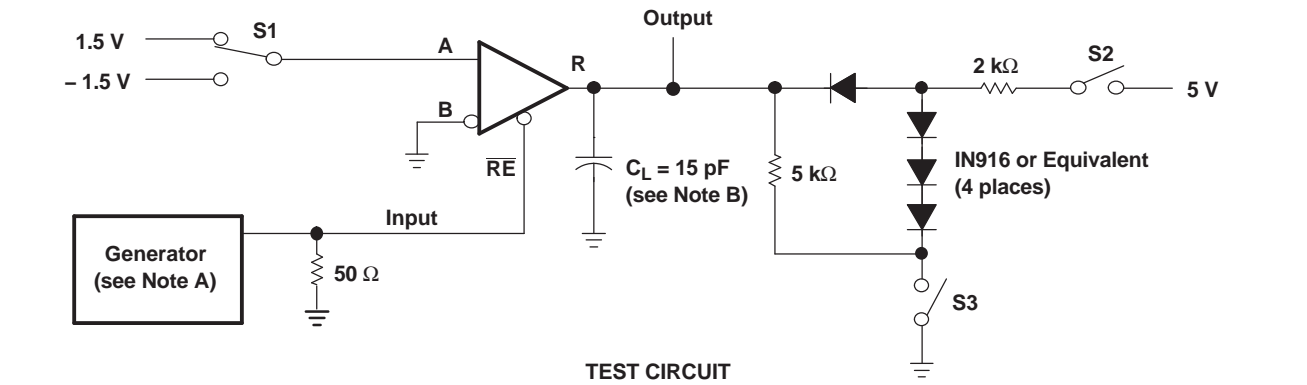 Output
S1
1.5 V
– 1.5 V
A
R
B
RE
2 kΩ
S2
5 V
CL = 15 pF
(see Note B)
5 kΩ
IN916 or Equivalent
(4 places)
Input
Generator
(see Note A)
50 Ω
S3
TEST CIRCUIT